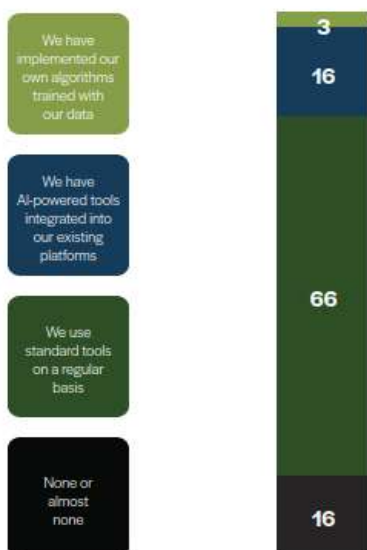 We have
implemented our
own algorithms
trained with
our data
We have
AI-powered tools
integrated into
our existing
platforms
We use
standard tools
on a regular
basis
None or
almost
none
3
16
66
16